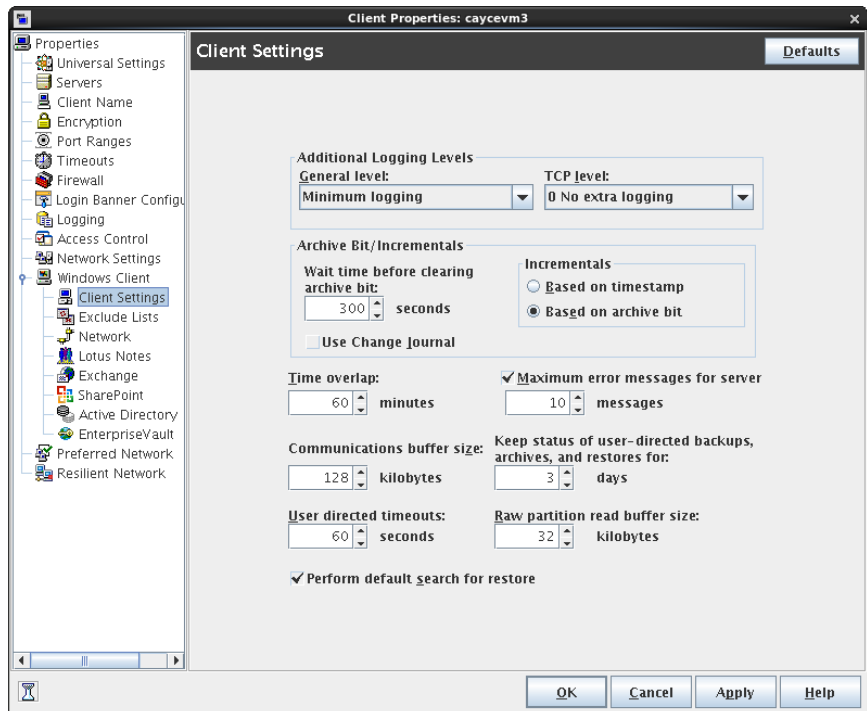 Client Properties: caycevm3
Properties
Universal Settings
Servers
Client Name
Encryption
Port Ranges
Timeouts
Firewall
Login Banner Configu
Logging
Access Control
Network Settings
Windows Client
Client Settings
Exclude Lists
Network
Lotus Notes
Exchange
SharePoint
Active Directory
EnterpriseVault
Preferred Network
Resilient Network
Client Settings
Defaults
Additional Logging Levels
General level:
TCP level:
Minimum logging
0 No extra logging
Archive Bit/Incrementals
Wait time before clearing
archive bit:
300 seconds
Use Change Journal
Incrementals
Based on timestamp
Based on archive bit
Time overlap:
60 minutes
Maximum error messages for server
10 messages
Communications buffer size:
128 kilobytes
Keep status of user-directed backups,
archives, and restores for:
3 days
User directed timeouts:
60 seconds
Raw partition read buffer size:
32 kilobytes
Perform default search for restore
OK
Cancel
Apply
Help